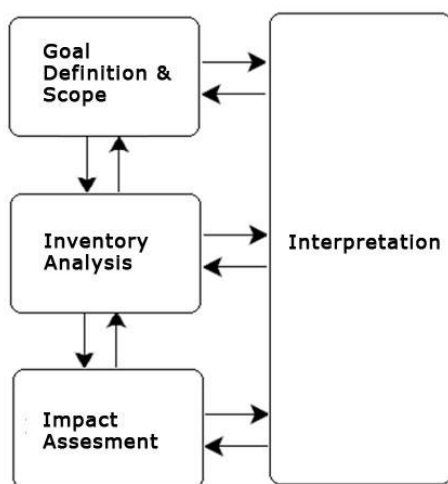 Goal
Definition &
Scope
Inventory
Analysis
Interpretation
Impact
Assesment